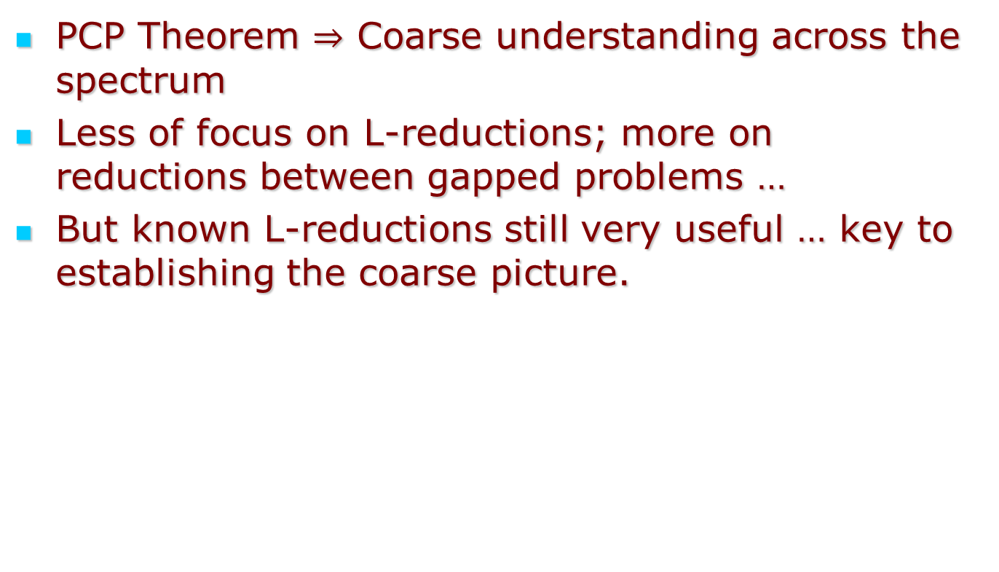 PCP Theorem ⇒ Coarse understanding across the
spectrum
Less of focus on L-reductions; more on
reductions between gapped problems …
But known L-reductions still very useful … key to
establishing the coarse picture.